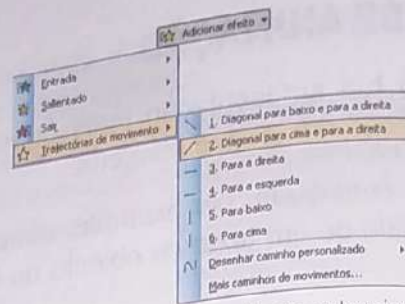 Adicionar efeito
Entrada
Salientado
Sair
Trajectórias de movimento
1. Diagonal para baixo e para a direita
2. Diagonal para cima e para a direita
3. Para a direita
4. Para a esquerda
5. Para baixo
6. Para cima
Desenhar caminho personalizado
Mais caminhos de movimentos...